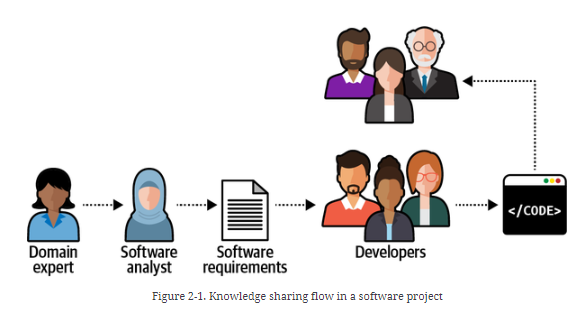 Domain
expert
Software
analyst
Software
requirements
Developers
</CODE>
Figure 2-1. Knowledge sharing flow in a software project